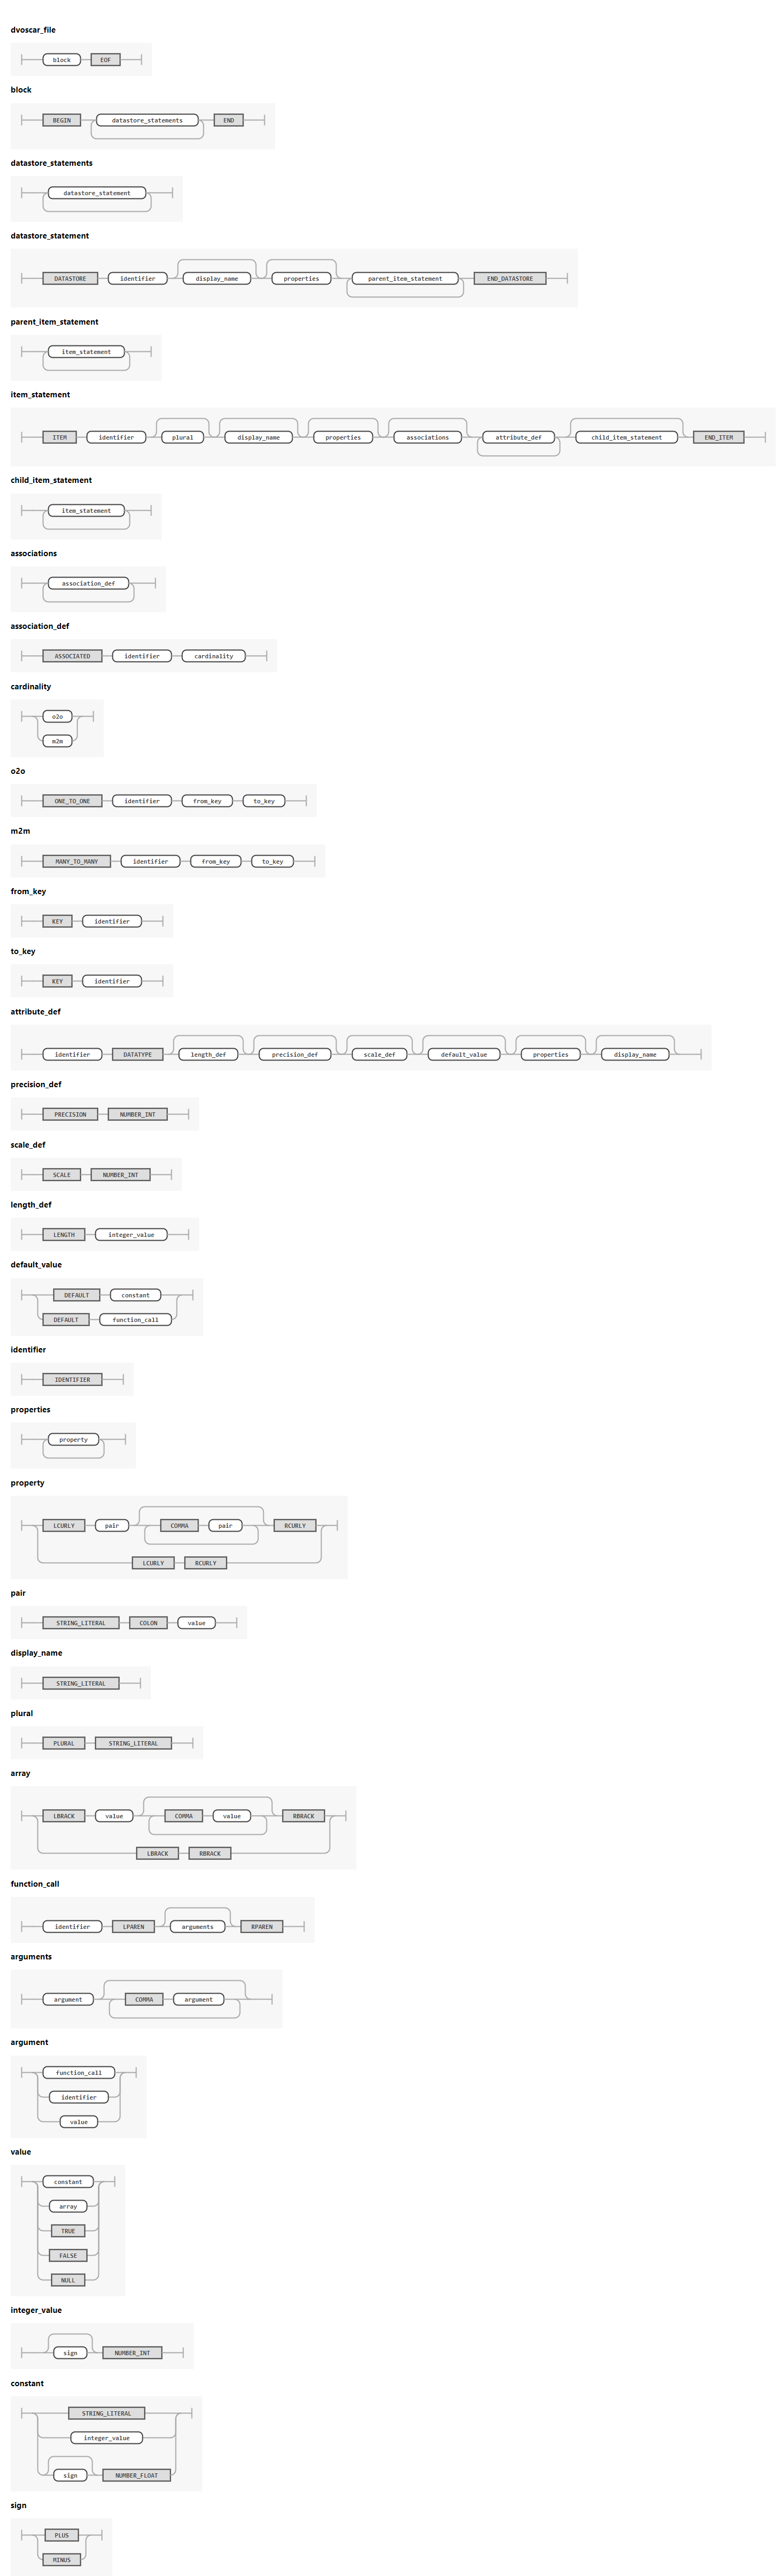 dvoscar_file
block EOF
block
BEGIN datastore_statements END
datastore_statements
datastore_statement
datastore_statement
DATASTORE identifier display_name properties parent_item_statement END_DATASTORE
parent_item_statement
item_statement
item_statement
ITEM identifier plural display_name properties associations attribute_def child_item_statement END_ITEM
child_item_statement
item_statement
associations
association_def
association_def
ASSOCIATED identifier cardinality
cardinality
o2o
m2m
o2o
ONE_TO_ONE identifier from_key to_key
m2m
MANY_TO_MANY identifier from_key to_key
from_key
KEY identifier
to_key
KEY identifier
attribute_def
identifier DATATYPE length_def precision_def scale_def default_value properties display_name
precision_def
PRECISION NUMBER_INT
scale_def
SCALE NUMBER_INT
length_def
LENGTH integer_value
default_value
DEFAULT constant
DEFAULT function_call
identifier
IDENTIFIER
properties
property
property
LCURLY pair COMMA pair RCURLY
LCURLY RCURLY
pair
STRING_LITERAL COLON value
display_name
STRING_LITERAL
plural
PLURAL STRING_LITERAL
array
LBRACK value COMMA value RBRACK
LBRACK RBRACK
function_call
identifier LPAREN arguments RPAREN
arguments
argument COMMA argument
argument
function_call
identifier
value
value
constant
array
TRUE
FALSE
NULL
integer_value
sign NUMBER_INT
constant
STRING_LITERAL
integer_value
sign NUMBER_FLOAT
sign
PLUS
MINUS